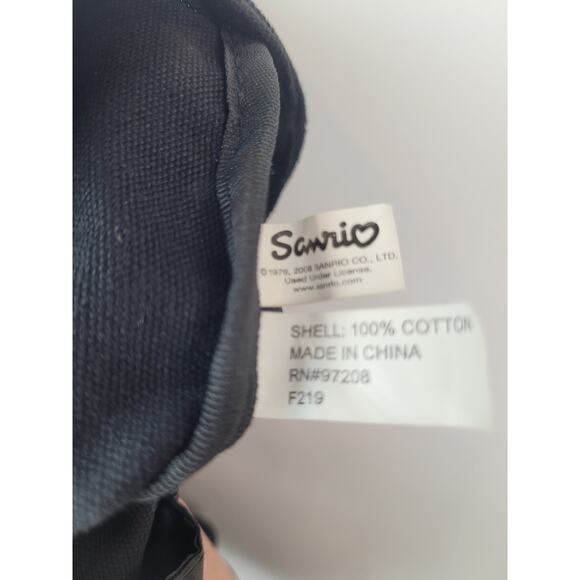 Sanrio
©1976, 2008 SANRIO CO., LTD.
Used Under License.
www.sanrio.com
SHELL: 100% COTTON
MADE IN CHINA
RN#97208
F219